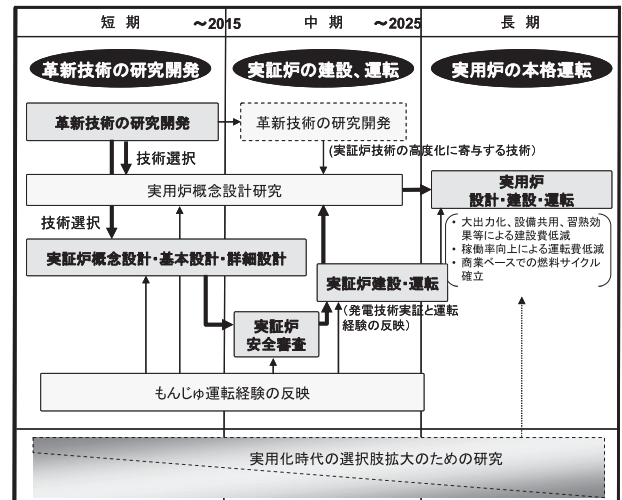 短 期
～2015
中 期
～2025
長 期
革新技術の研究開発
実証炉の建設、運転
実用炉の本格運転
革新技術の研究開発
革新技術の研究開発
技術選択
(実証炉技術の高度化に寄与する技術)
実用炉概念設計研究
実用炉
設計・建設・運転
技術選択
・ 大出力化、設備共用、習熟効
果等による建設費低減
・ 稼働率向上による運転費低減
・ 商業ベースでの燃料サイクル
確立
実証炉概念設計・基本設計・詳細設計
実証炉建設・運転
(発電技術実証と運転
経験の反映)
実証炉
安全審査
もんじゅ運転経験の反映
実用化時代の選択肢拡大のための研究